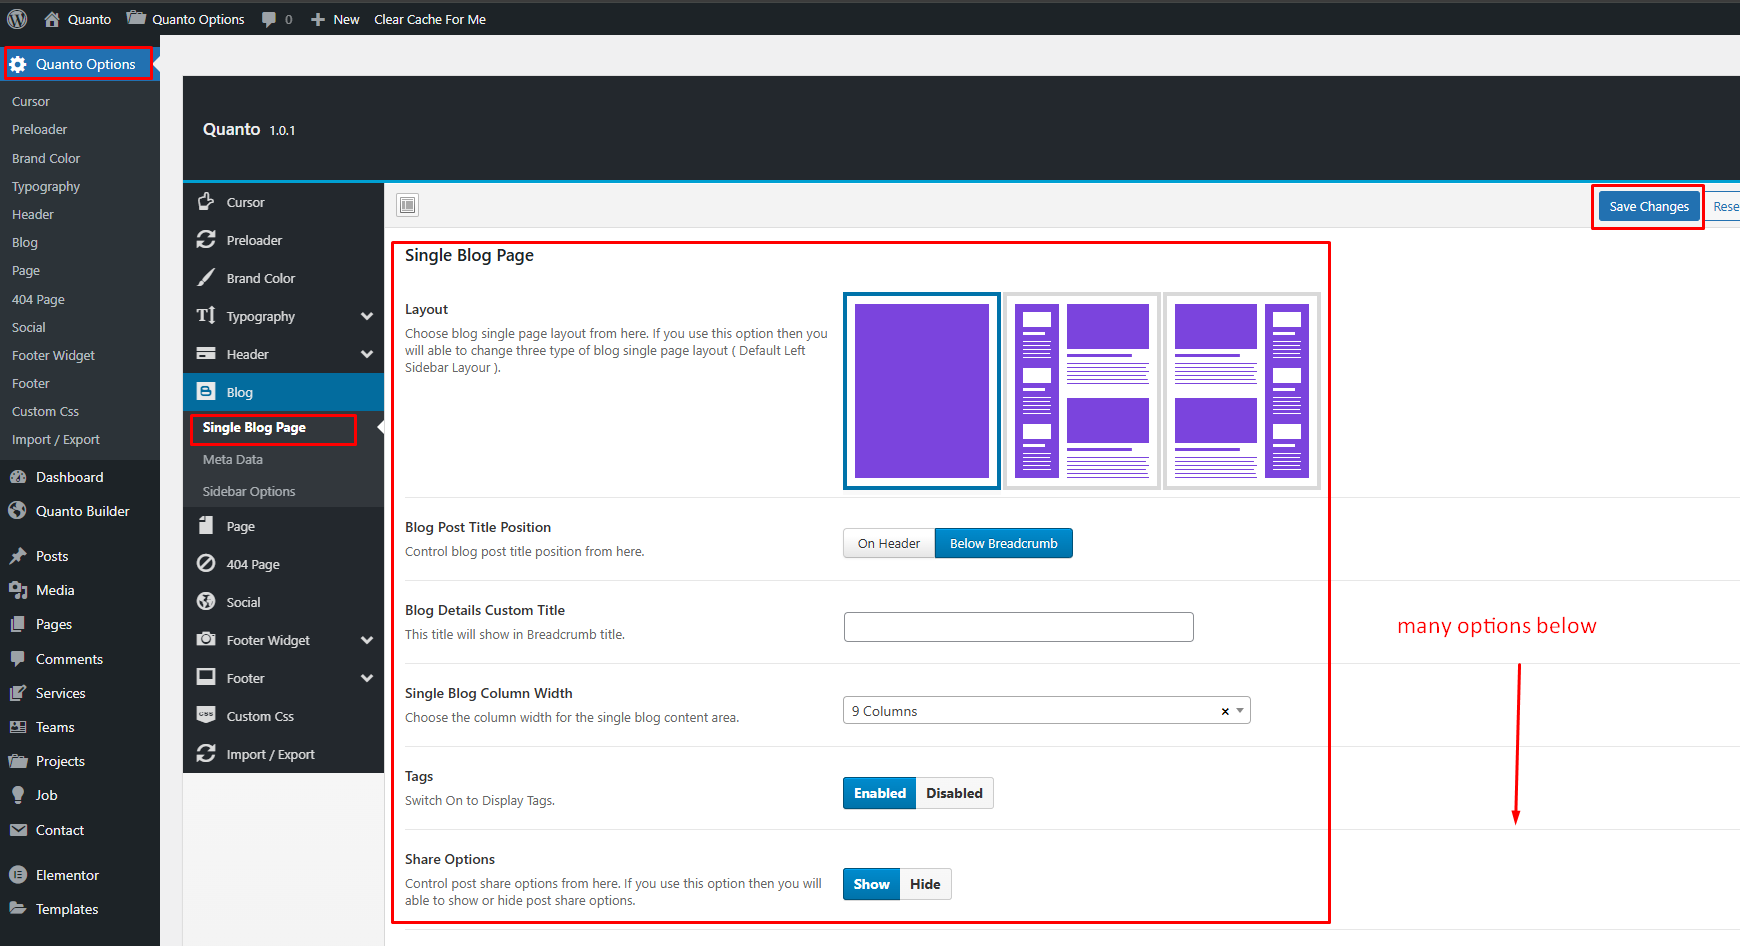 Quanto
Quanto Options
0
New
Clear Cache For Me
Quanto Options
Cursor
Preloader
Brand Color
Typography
Header
Blog
Page
404 Page
Social
Footer Widget
Footer
Custom Css
Import / Export
Dashboard
Quanto Builder
Posts
Media
Pages
Comments
Services
Teams
Projects
Job
Contact
Elementor
Templates
Quanto 1.0.1
Cursor
Preloader
Brand Color
Typography
Header
Blog
Single Blog Page
Meta Data
Sidebar Options
Page
404 Page
Social
Footer Widget
Footer
Custom Css
Import / Export
Save Changes
Rese
Single Blog Page
Layout
Choose blog single page layout from here. If you use this option then you
will able to change three type of blog single page layout ( Default Left
Sidebar Layour ).
Blog Post Title Position
Control blog post title position from here.
On Header
Below Breadcrumb
Blog Details Custom Title
This title will show in Breadcrumb title.
many options below
Single Blog Column Width
Choose the column width for the single blog content area.
9 Columns
×
Tags
Switch On to Display Tags.
Enabled
Disabled
Share Options
Control post share options from here. If you use this option then you will
able to show or hide post share options.
Show
Hide